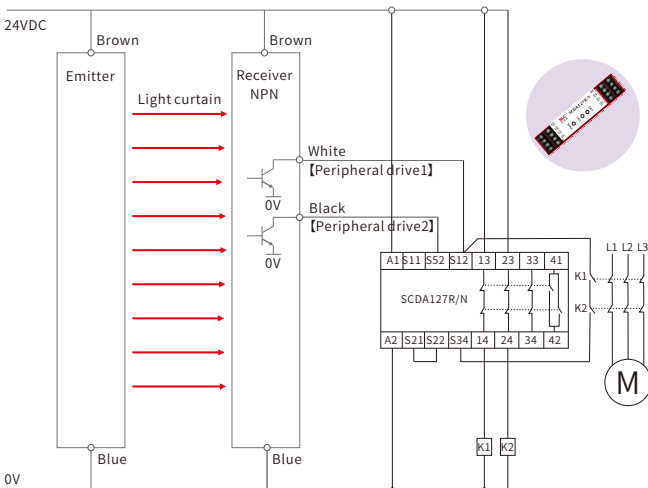 24VDC
Brown
Brown
Emitter
Receiver
NPN
Light curtain
White
【Peripheral drive1】
0V
Black
【Peripheral drive2】
0V
SCDA127R/N
L1 L2 L3
A1 S11 S52 S12 13 23 33 41
K1
SCDA127R/N
K2
A2 S21 S22 S34 14 24 34 42
M
K1 K2
Blue
Blue
0V